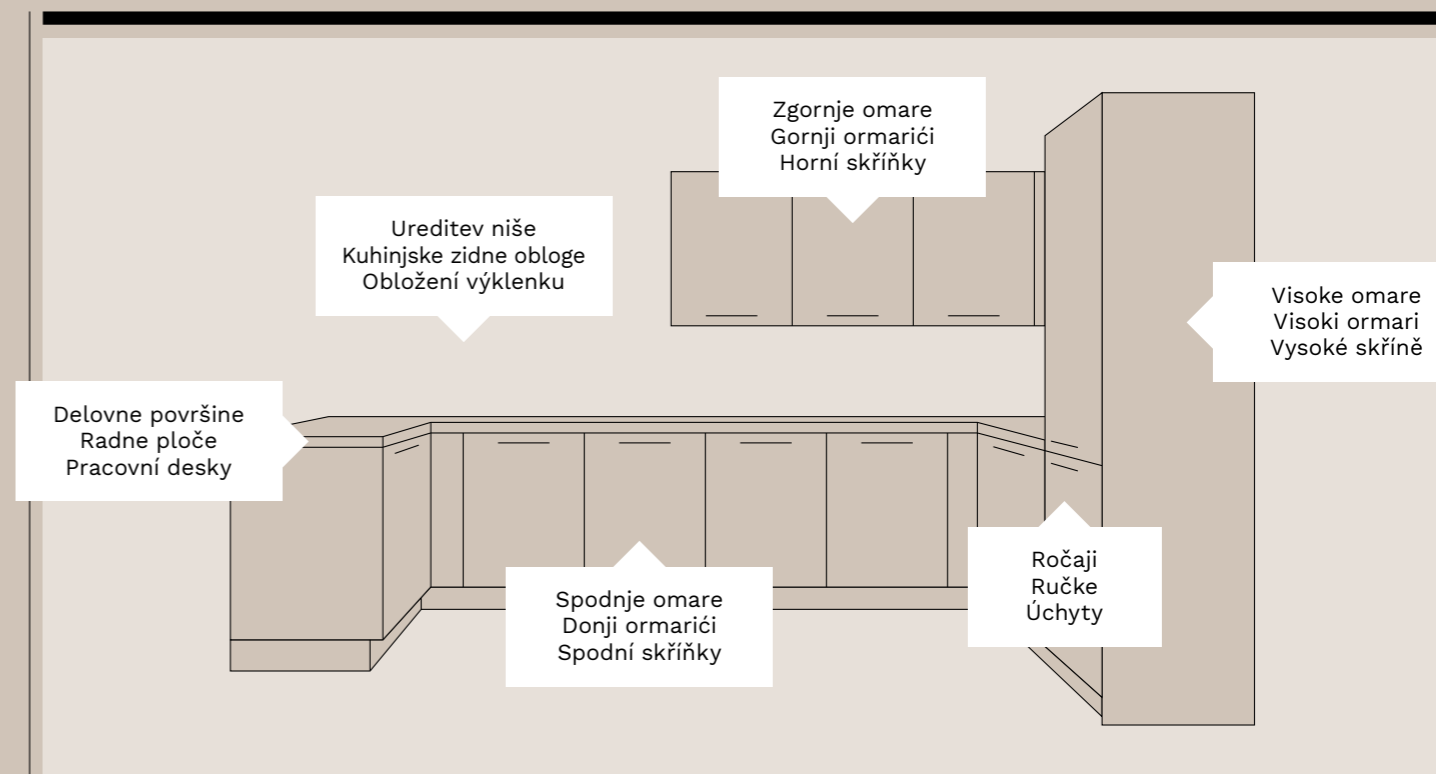 Zgornje omare
Gornji ormarići
Horní skříňky
Ureditev niše
Kuhinjske zidne obloge
Obložení výklenku
Visoke omare
Visoki ormari
Vysoké skříně
Delovne površine
Radne ploče
Pracovní desky
Ročaji
Ručke
Úchyty
Spodnje omare
Donji ormarići
Spodní skříňky